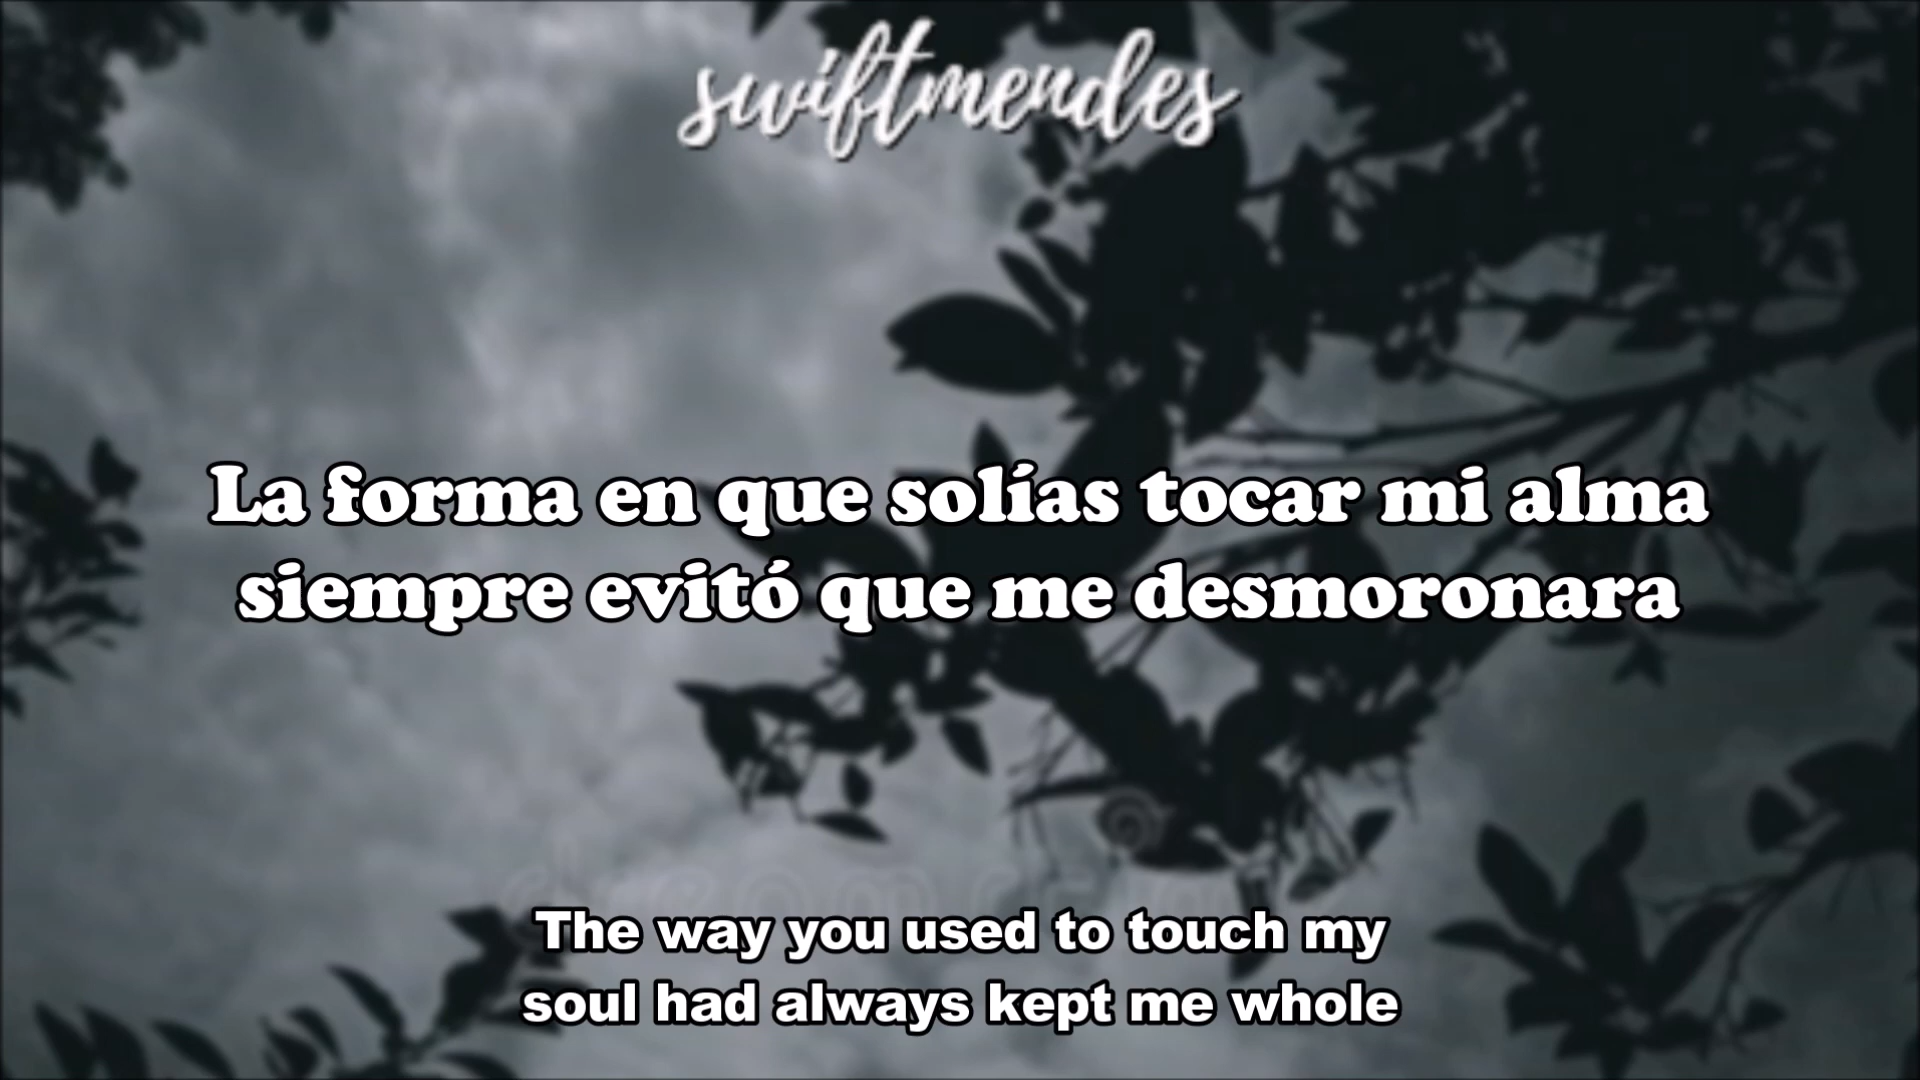 swiftmendes
La forma en que solías tocar mi alma
siempre evitó que me desmoronara
The way you used to touch my
soul had always kept me whole